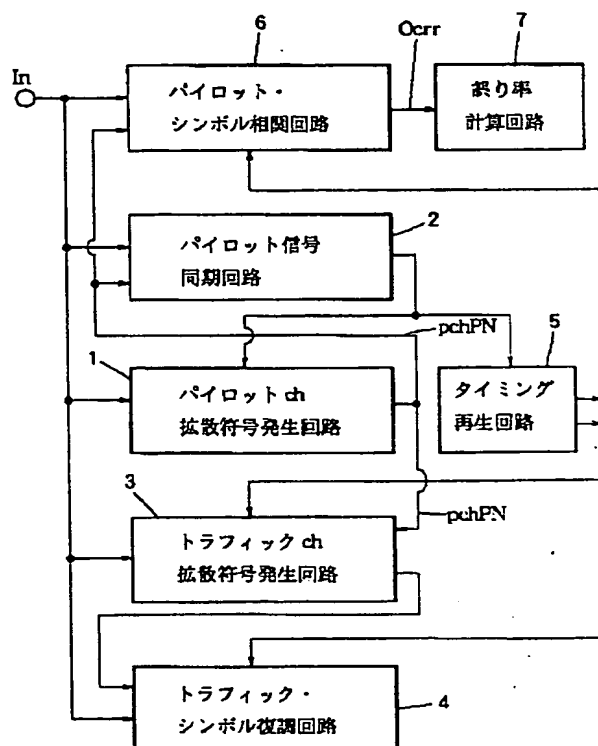 6
Ocrr
7
In
パイロット・
シンボル相関回路
誤り率
計算回路
2
パイロット信号
同期回路
pchPN
5
1
パイロット ch
拡散符号発生回路
タイミング
再生回路
3
pchPN
トラフィック ch
拡散符号発生回路
トラフィック・
シンボル復調回路
4